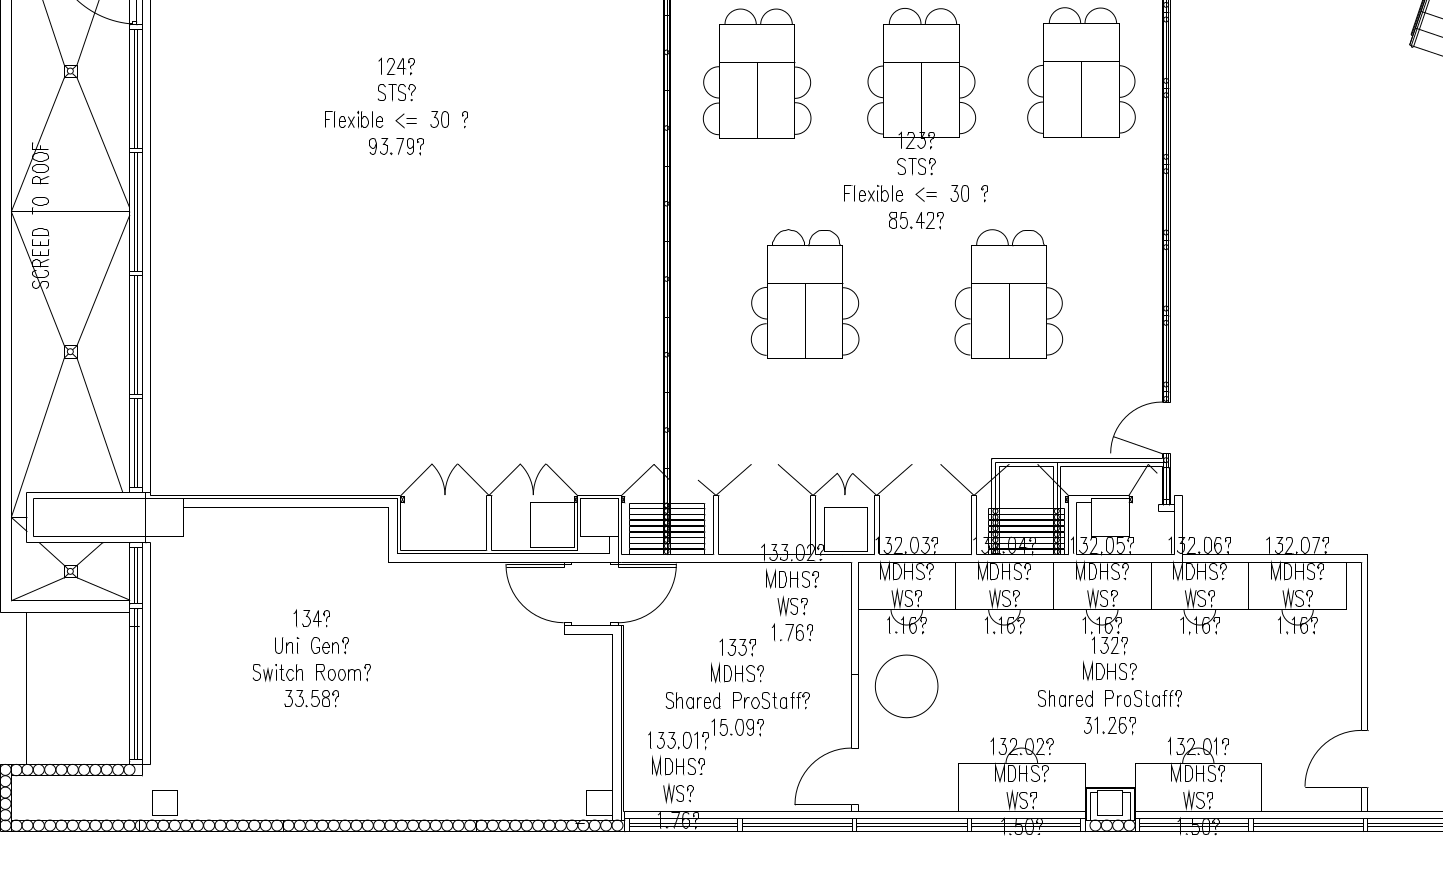 124?
STS?
Flexible <= 30 ?
93.79?
123?
STS?
Flexible <= 30 ?
85.42?
SCREED TO ROOF
133.02?
MDHS?
WS?
1.76?
132.03?
MDHS?
WS?
1.16?
132.04?
MDHS?
WS?
1.16?
132.05?
MDHS?
WS?
1.16?
132.06?
MDHS?
WS?
1.16?
132.07?
MDHS?
WS?
1.16?
134?
Uni Gen?
Switch Room?
33.58?
133?
MDHS?
Shared ProStaff?
15.09?
132?
MDHS?
Shared ProStaff?
31.26?
133.01?
MDHS?
WS?
1.76?
132.02?
MDHS?
WS?
1.50?
132.01?
MDHS?
WS?
1.50?